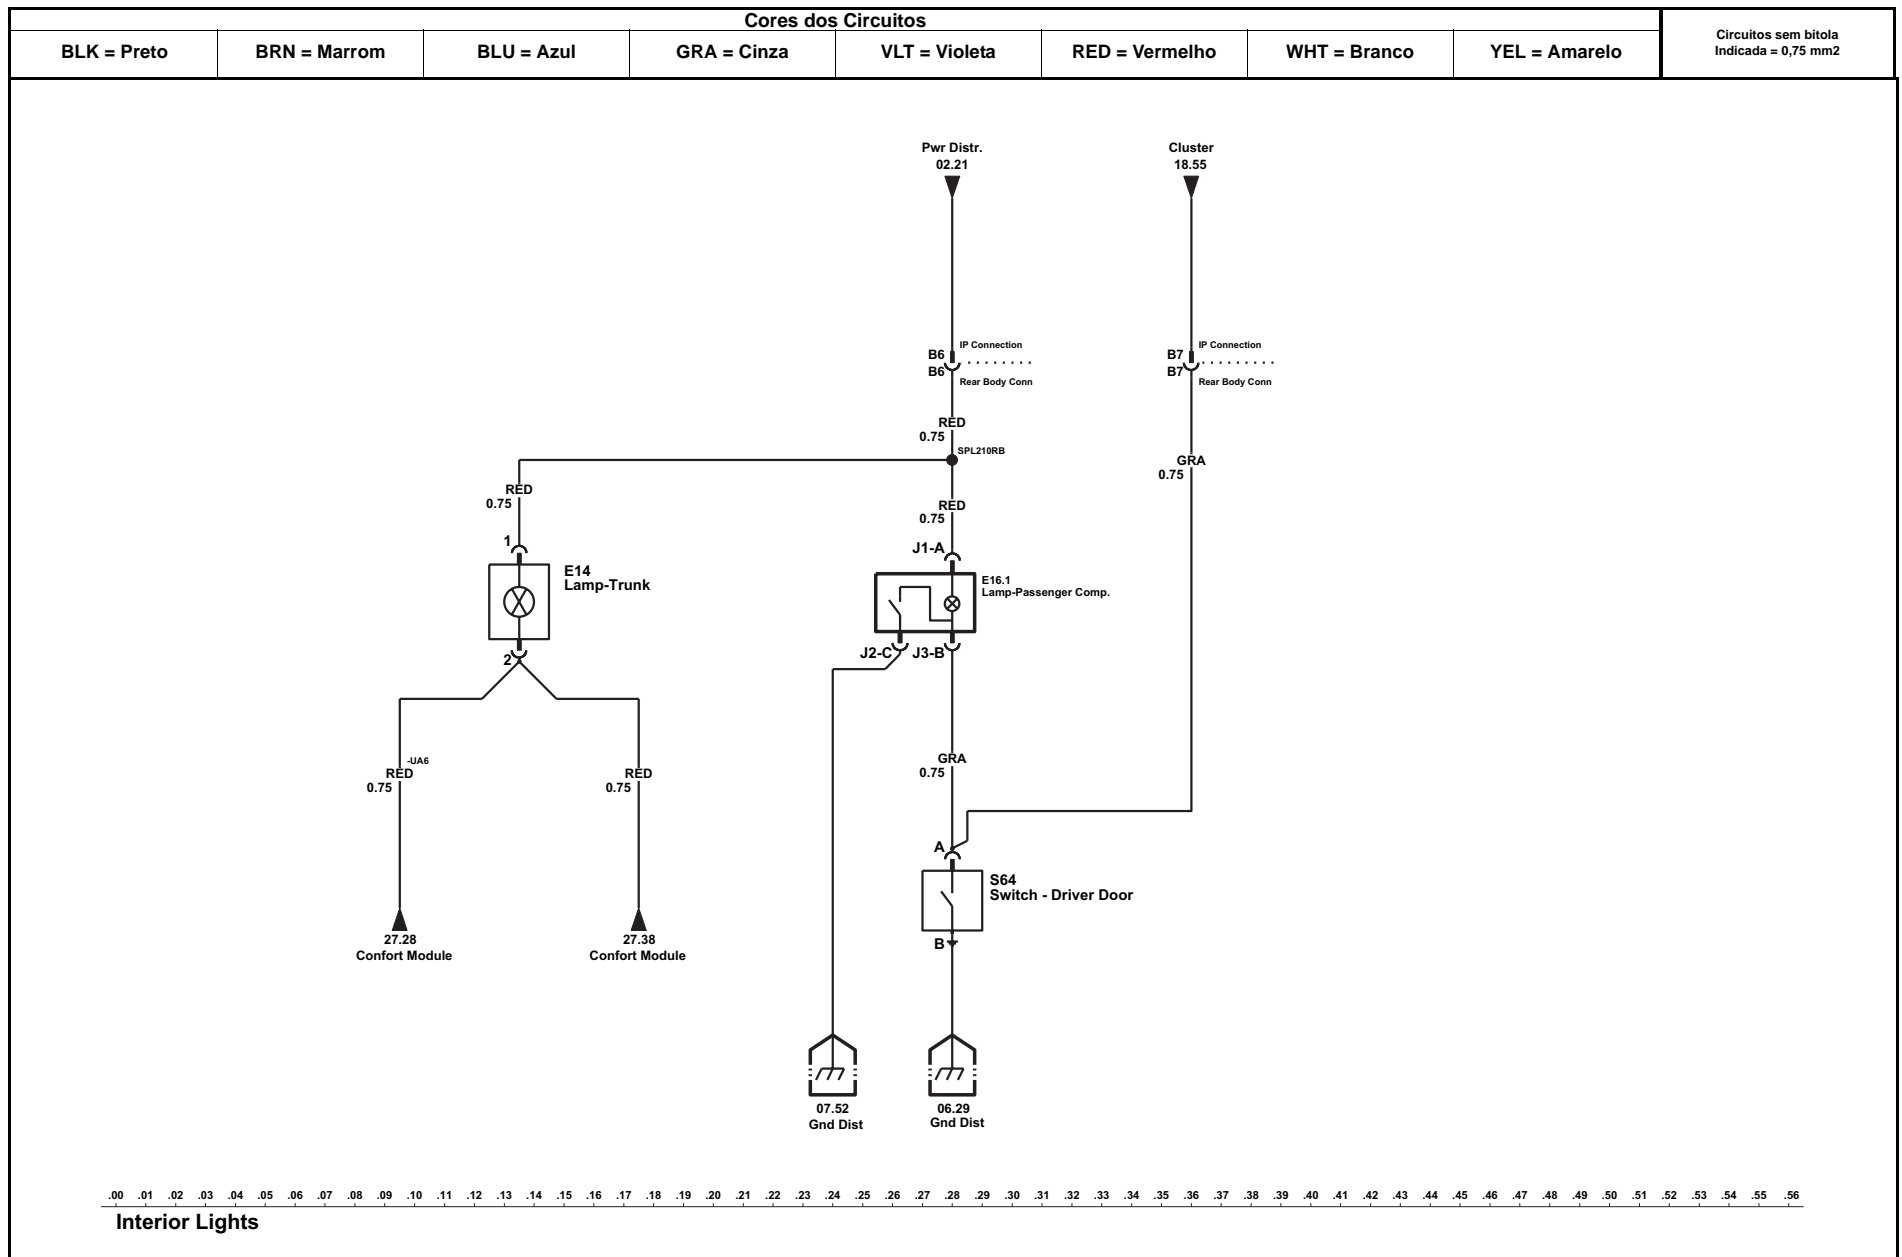 Cores dos Circuitos
BLK = Preto
BRN = Marrom
BLU = Azul
GRA = Cinza
VLT = Violeta
RED = Vermelho
WHT = Branco
YEL = Amarelo
Circuitos sem bitola
Indicada = 0,75 mm2
Pwr Distr.
02.21
Cluster
18.55
B6
IP Connection
B6
Rear Body Conn
B7
IP Connection
B7
Rear Body Conn
RED
0.75
SPL210RB
GRA
0.75
RED
0.75
RED
0.75
1
J1-A
E14
Lamp-Trunk
E16.1
Lamp-Passenger Comp.
2
J2-C
J3-B
-UA6
RED
0.75
RED
0.75
GRA
0.75
A
S64
Switch - Driver Door
B
27.28
Confort Module
27.38
Confort Module
07.52
Gnd Dist
06.29
Gnd Dist
.00 .01 .02 .03 .04 .05 .06 .07 .08 .09 .10 .11 .12 .13 .14 .15 .16 .17 .18 .19 .20 .21 .22 .23 .24 .25 .26 .27 .28 .29 .30 .31 .32 .33 .34 .35 .36 .37 .38 .39 .40 .41 .42 .43 .44 .45 .46 .47 .48 .49 .50 .51 .52 .53 .54 .55 .56
Interior Lights